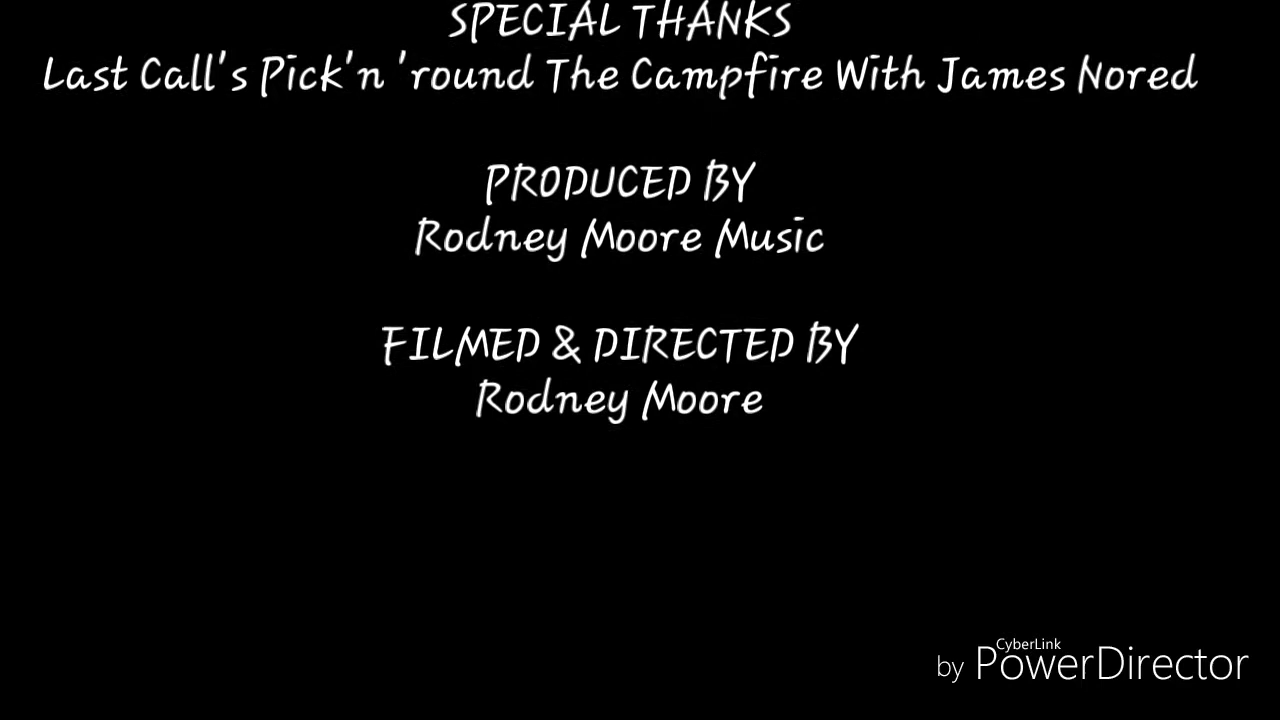 SPECIAL THANKS
Last Call's Pick'n 'round The Campfire With James Nored
PRODUCED BY
Rodney Moore Music
FILMED & DIRECTED BY
Rodney Moore
CyberLink
by PowerDirector